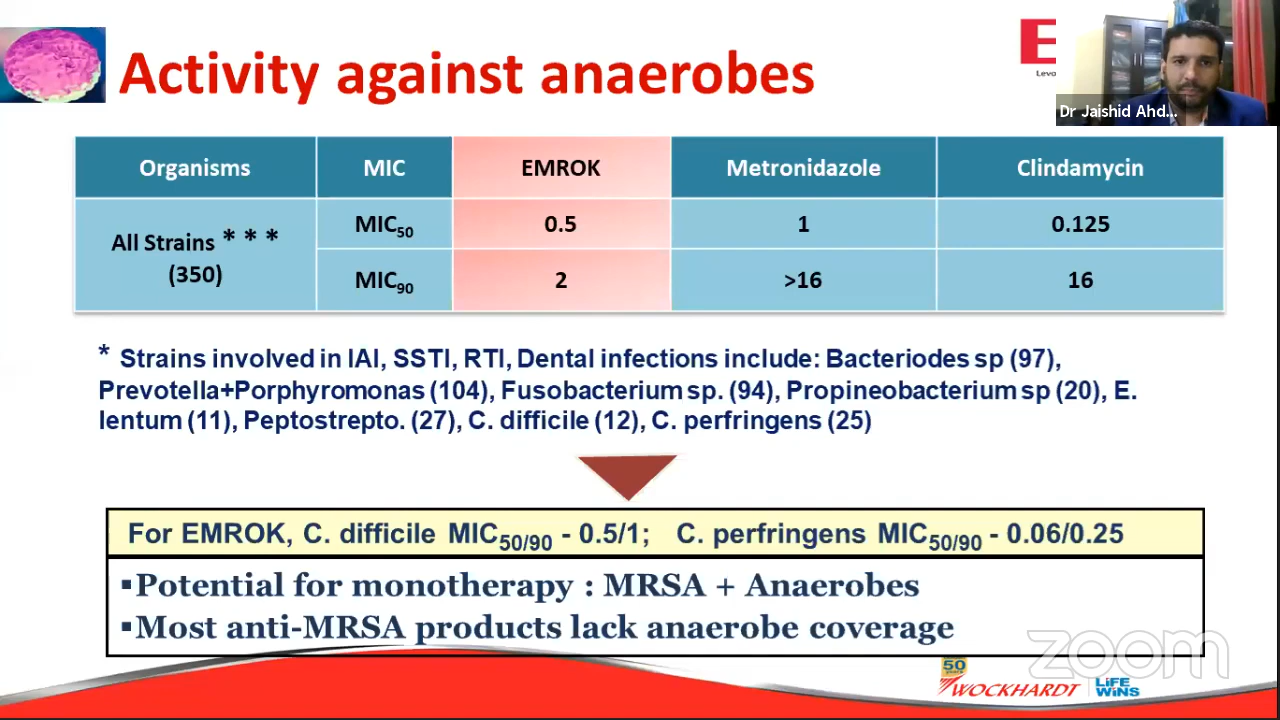 Activity against anaerobes
E
Levo
Dr Jaishid Ahd...
Organisms MIC EMROK Metronidazole Clindamycin
All Strains * * *
(350)
MIC50 0.5 1 0.125
MIC90 2 >16 16
* Strains involved in IAI, SSTI, RTI, Dental infections include: Bacteriodes sp (97),
Prevotella+Porphyromonas (104), Fusobacterium sp. (94), Propineobacterium sp (20), E.
lentum (11), Peptostrepto. (27), C. difficile (12), C. perfringens (25)
For EMROK, C. difficile MIC50/90 - 0.5/1; C. perfringens MIC50/90 - 0.06/0.25
▪Potential for monotherapy : MRSA + Anaerobes
▪Most anti-MRSA products lack anaerobe coverage
zoom
50
YEARS
WOCKHARDT
LiFE
WiNS